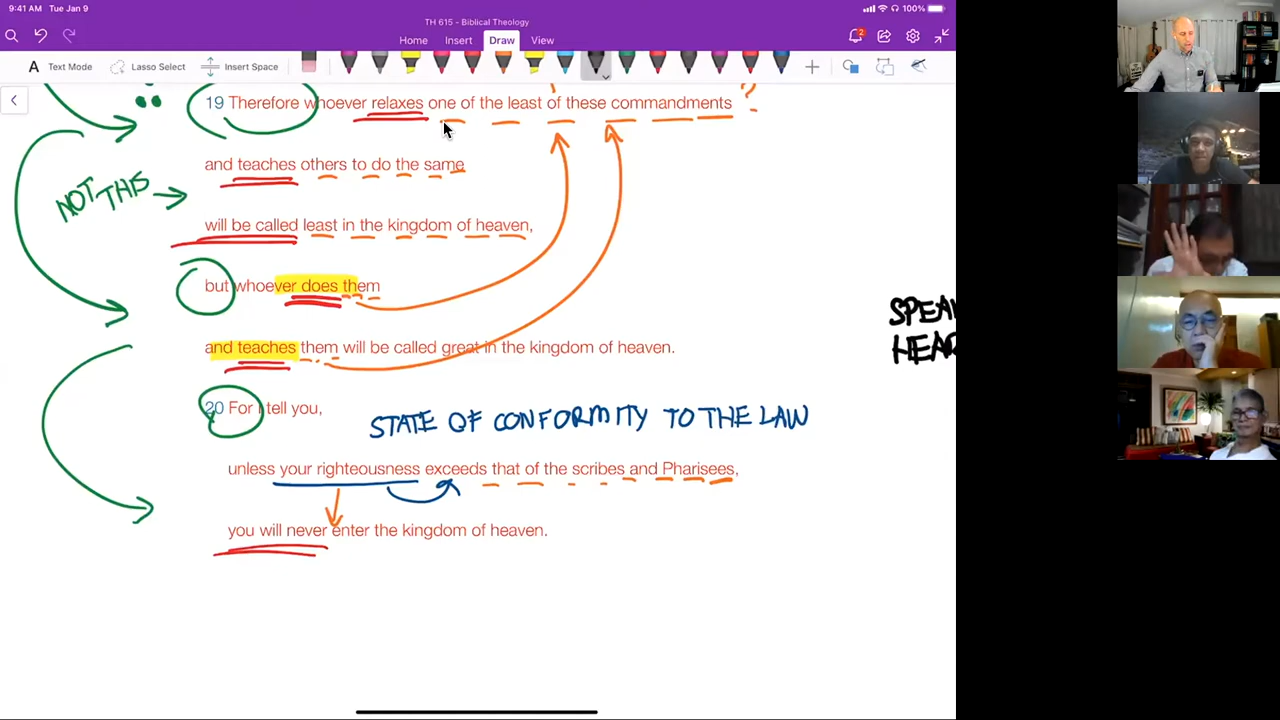 9:41 AM Tue Jan 9
100%
TH 615 - Biblical Theology
Home Insert Draw View
2
A Text Mode Lasso Select Insert Space
?
19 Therefore whoever relaxes one of the least of these commandments
and teaches others to do the same
NOT THIS
will be called least in the kingdom of heaven,
but whoever does them
SPEA
and teaches them will be called great in the kingdom of heaven.
HEA
20 For I tell you,
STATE OF CONFORMITY TO THE LAW
unless your righteousness exceeds that of the scribes and Pharisees,
you will never enter the kingdom of heaven.